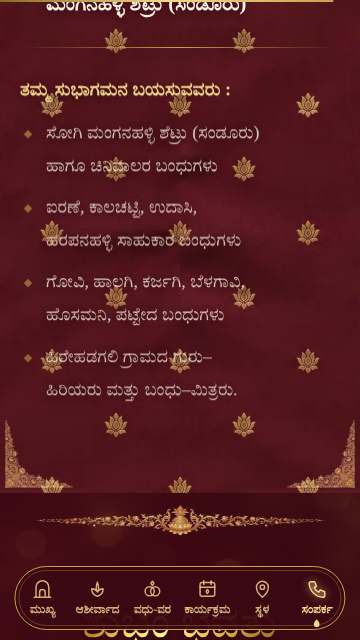 ಮಂಗನಹಳ್ಳಿ ಶೆಟ್ರು (ಸಂಡೂರು)
ತಮ್ಮ ಸುಭಾಗಮನ ಬಯಸುವವರು :
ಸೋಗಿ ಮಂಗನಹಳ್ಳಿ ಶೆಟ್ರು (ಸಂಡೂರು)
ಹಾಗೂ ಚಿನಿವಾಲರ ಬಂಧುಗಳು
ಐರಣಿ, ಕಾಲಚಟ್ಟಿ, ಉದಾಸಿ,
ಹರಪನಹಳ್ಳಿ ಸಾಹುಕಾರ ಬಂಧುಗಳು
ಗೋವಿ, ಹಾಲಗಿ, ಕರ್ಜಗಿ, ಬೆಳಗಾವಿ,
ಹೊಸಮನಿ, ಪಟ್ಟೇದ ಬಂಧುಗಳು
ಹಿರೇಹಡಗಲಿ ಗ್ರಾಮದ ಗುರು–
ಹಿರಿಯರು ಮತ್ತು ಬಂಧು–ಮಿತ್ರರು.
ಮುಖ್ಯ ಆಶೀರ್ವಾದ ವಧು-ವರ ಕಾರ್ಯಕ್ರಮ ಸ್ಥಳ ಸಂಪರ್ಕ